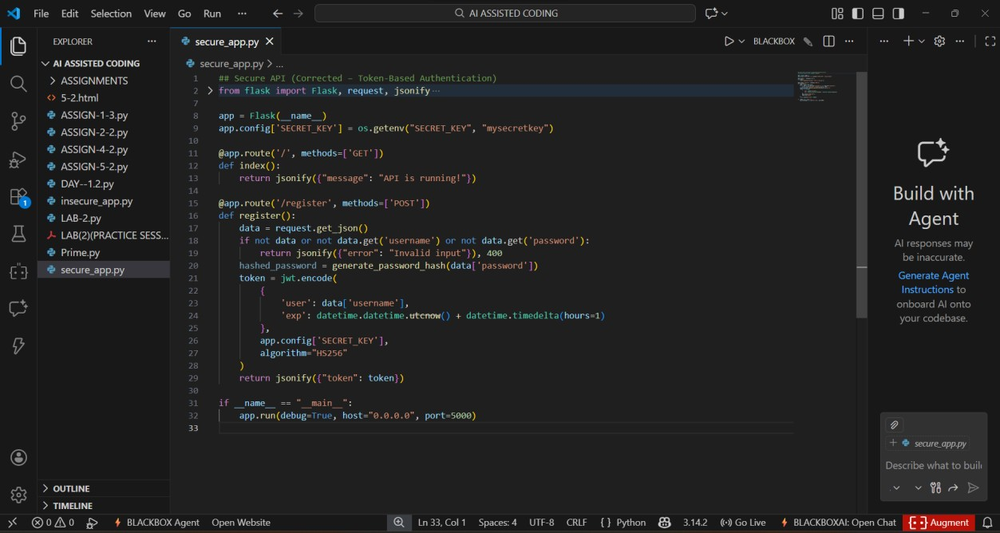 File Edit Selection View Go Run ··· AI ASSISTED CODING
EXPLORER ···
AI ASSISTED CODING
ASSIGNMENTS
5-2.html
ASSIGN-1-3.py
ASSIGN-2-2.py
ASSIGN-4-2.py
ASSIGN-5-2.py
DAY--1.2.py
insecure_app.py
LAB-2.py
LAB(2)(PRACTICE SESS...
Prime.py
secure_app.py
OUTLINE
TIMELINE
1
secure_app.py
BLACKBOX
secure_app.py > ...
1 ## Secure API (Corrected – Token-Based Authentication)
2 from flask import Flask, request, jsonify ···
7
8 app = Flask(__name__)
9 app.config['SECRET_KEY'] = os.getenv("SECRET_KEY", "mysecretkey")
10
11 @app.route('/', methods=['GET'])
12 def index():
13     return jsonify({"message": "API is running!"})
14
15 @app.route('/register', methods=['POST'])
16 def register():
17     data = request.get_json()
18     if not data or not data.get('username') or not data.get('password'):
19         return jsonify({"error": "Invalid input"}), 400
20     hashed_password = generate_password_hash(data['password'])
21     token = jwt.encode(
22         {
23             'user': data['username'],
24             'exp': datetime.datetime.utcnow() + datetime.timedelta(hours=1)
25         },
26         app.config['SECRET_KEY'],
27         algorithm="HS256"
28     )
29     return jsonify({"token": token})
30
31 if __name__ == "__main__":
32     app.run(debug=True, host="0.0.0.0", port=5000)
33
Build with
Agent
AI responses may
be inaccurate.
Generate Agent
Instructions to
onboard AI onto
your codebase.
secure_app.py
Describe what to build
0 0 BLACKBOX Agent Open Website Ln 33, Col 1 Spaces: 4 UTF-8 CRLF { } Python 3.14.2 Go Live BLACKBOXAI: Open Chat Augment